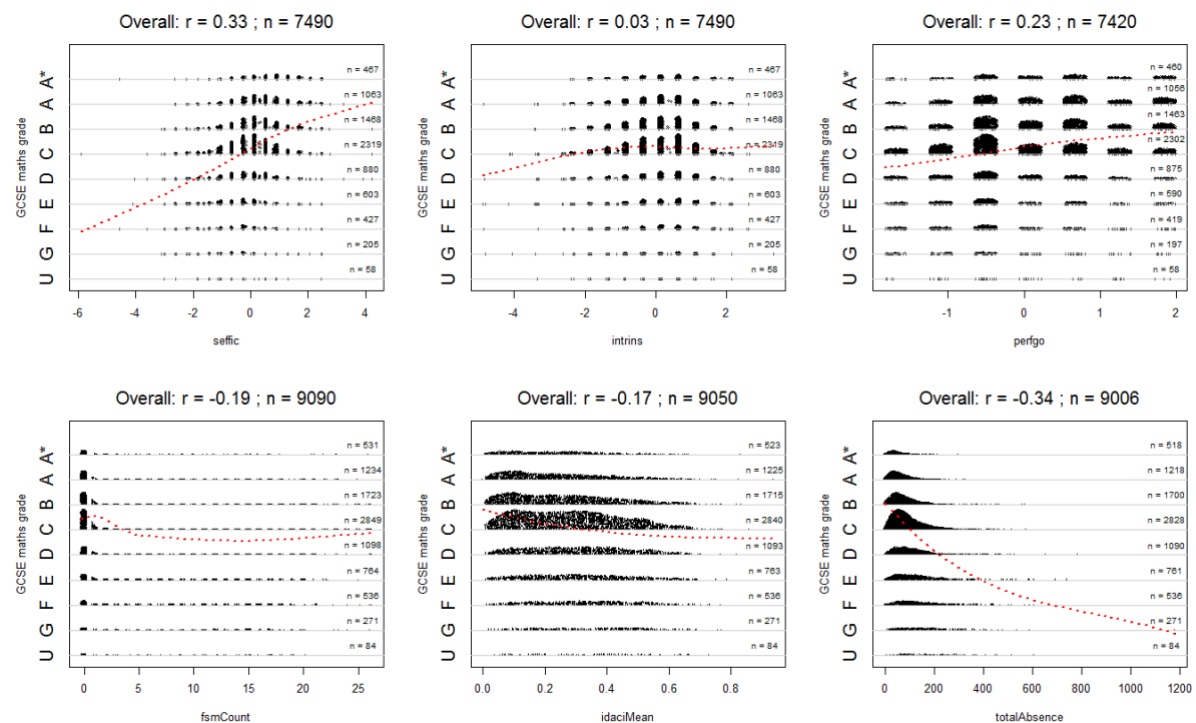 Overall: r = 0.33 ; n = 7490
GCSE maths grade
A*
A
B
C
D
E
F
G
U
n = 467
n = 1063
n = 1468
n = 2319
n = 880
n = 603
n = 427
n = 205
n = 58
-6 -4 -2 0 2 4
seffic
Overall: r = 0.03 ; n = 7490
GCSE maths grade
A*
A
B
C
D
E
F
G
U
n = 467
n = 1063
n = 1468
n = 2319
n = 880
n = 603
n = 427
n = 205
n = 58
-4 -2 0 2
intrins
Overall: r = 0.23 ; n = 7420
GCSE maths grade
A*
A
B
C
D
E
F
G
U
n = 460
n = 1056
n = 1463
n = 2302
n = 875
n = 590
n = 419
n = 197
n = 58
-1 0 1 2
perfgo
Overall: r = -0.19 ; n = 9090
GCSE maths grade
A*
A
B
C
D
E
F
G
U
n = 531
n = 1234
n = 1723
n = 2849
n = 1098
n = 764
n = 536
n = 271
n = 84
0 5 10 15 20 25
fsmCount
Overall: r = -0.17 ; n = 9050
GCSE maths grade
A*
A
B
C
D
E
F
G
U
n = 523
n = 1225
n = 1715
n = 2840
n = 1093
n = 763
n = 536
n = 271
n = 84
0.0 0.2 0.4 0.6 0.8
idaciMean
Overall: r = -0.34 ; n = 9006
GCSE maths grade
A*
A
B
C
D
E
F
G
U
n = 518
n = 1218
n = 1700
n = 2828
n = 1090
n = 761
n = 536
n = 271
n = 84
0 200 400 600 800 1000 1200
totalAbsence